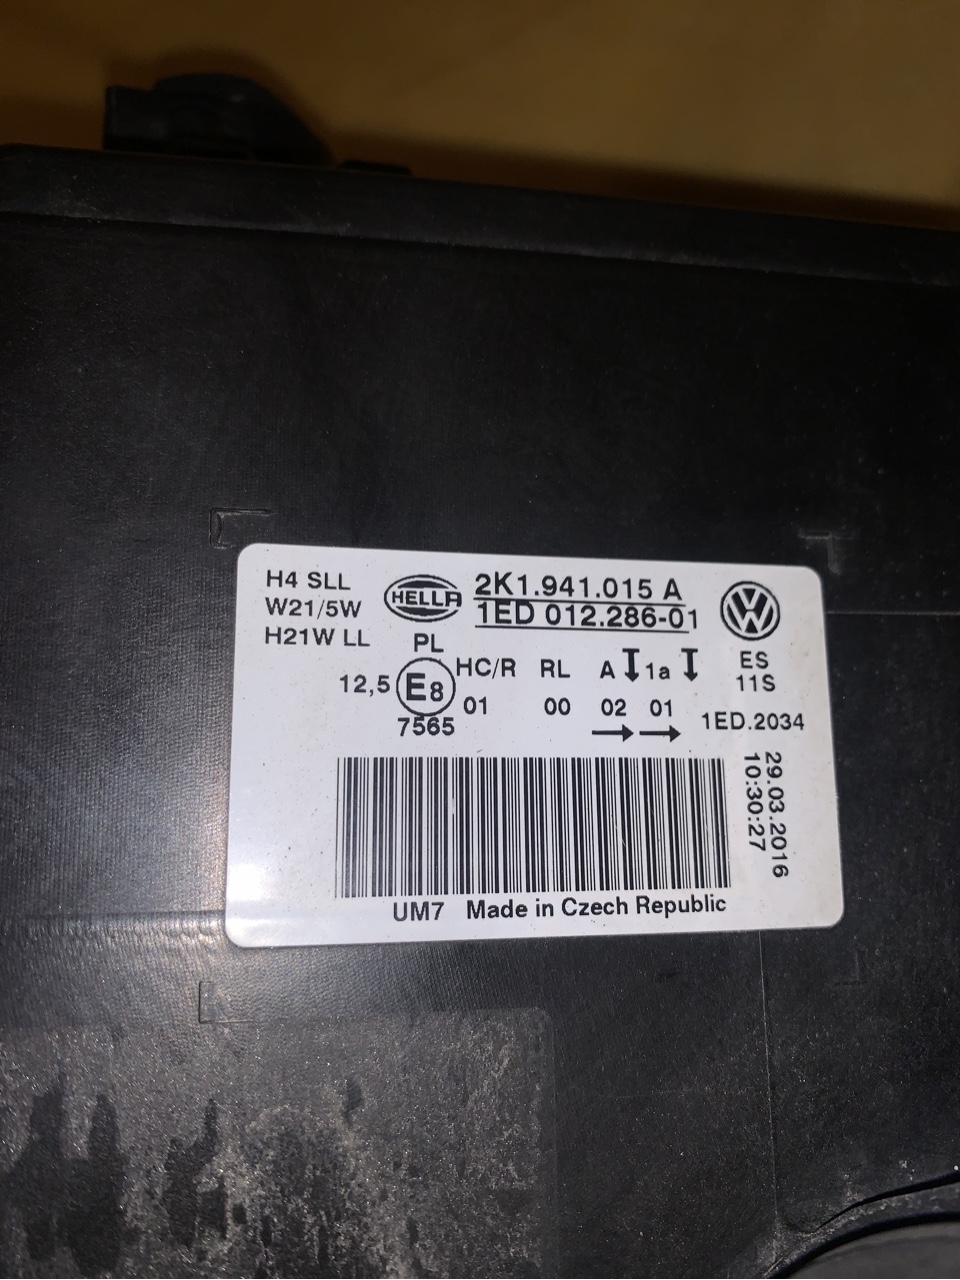 H4 SLL
W21/5W
H21W LL
HELLA
2K1.941.015 A
1ED 012.286-01
PL
12,5 E8
7565
HC/R RL A 1a
01 00 02 01
ES
11S
1ED.2034
29.03.2016
10:30:27
UM7 Made in Czech Republic